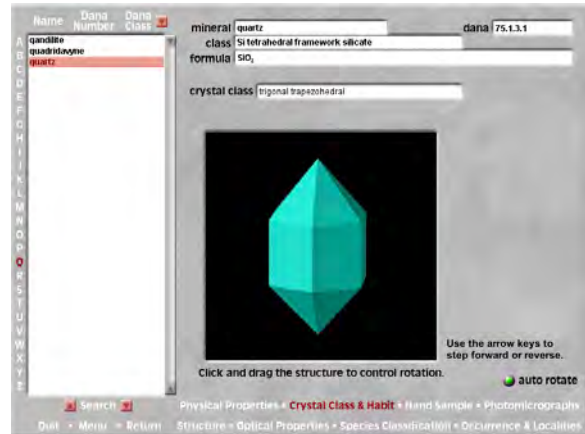 Name Dana Number Dana Class
A
B
C
D
E
F
G
H
I
J
K
L
M
N
O
P
Q
R
S
T
U
V
W
X
Y
Z
qandilite
quadridavyne
quartz
mineral quartz dana 75.1.3.1
class Si tetrahedral framework silicate
formula SiO₂
crystal class trigonal trapezohedral
Use the arrow keys to
step forward or reverse.
Click and drag the structure to control rotation.
auto rotate
Search
Physical Properties • Crystal Class & Habit • Hand Sample • Photomicrographs
Quit • Menu • Return
Structure • Optical Properties • Species Classification • Occurrence & Localities